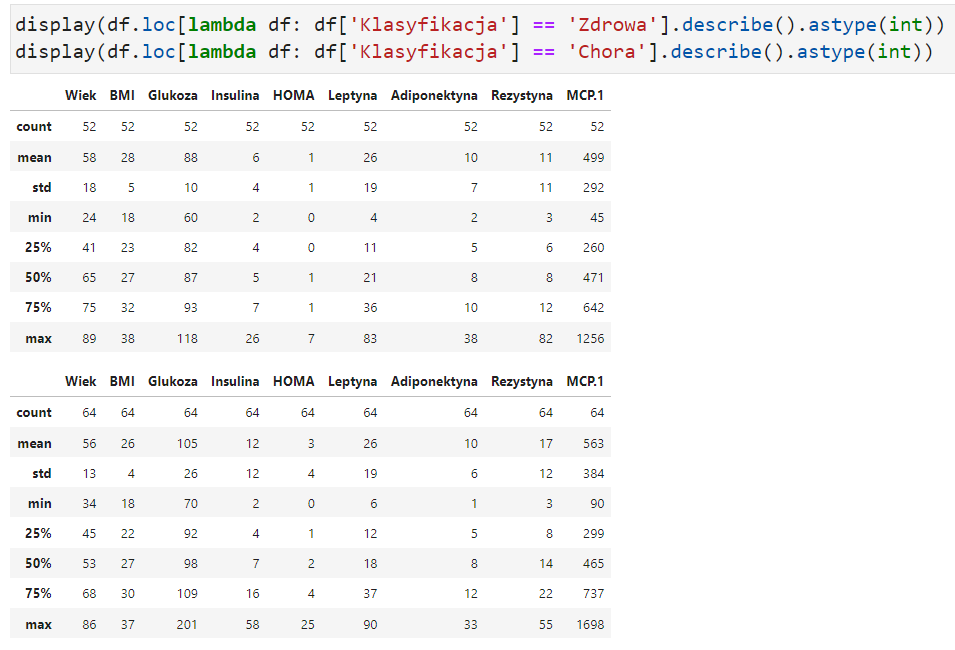 display(df.loc[lambda df: df['Klasyfikacja'] == 'Zdrowa'].describe().astype(int))
display(df.loc[lambda df: df['Klasyfikacja'] == 'Chora'].describe().astype(int))
Wiek BMI Glukoza Insulina HOMA Leptyna Adiponektyna Rezystyna MCP.1
count 52 52 52 52 52 52 52 52 52
mean 58 28 88 6 1 26 10 11 499
std 18 5 10 4 1 19 7 11 292
min 24 18 60 2 0 4 2 3 45
25% 41 23 82 4 0 11 5 6 260
50% 65 27 87 5 1 21 8 8 471
75% 75 32 93 7 1 36 10 12 642
max 89 38 118 26 7 83 38 82 1256
Wiek BMI Glukoza Insulina HOMA Leptyna Adiponektyna Rezystyna MCP.1
count 64 64 64 64 64 64 64 64 64
mean 56 26 105 12 3 26 10 17 563
std 13 4 26 12 4 19 6 12 384
min 34 18 70 2 0 6 1 3 90
25% 45 22 92 4 1 12 5 8 299
50% 53 27 98 7 2 18 8 14 465
75% 68 30 109 16 4 37 12 22 737
max 86 37 201 58 25 90 33 55 1698